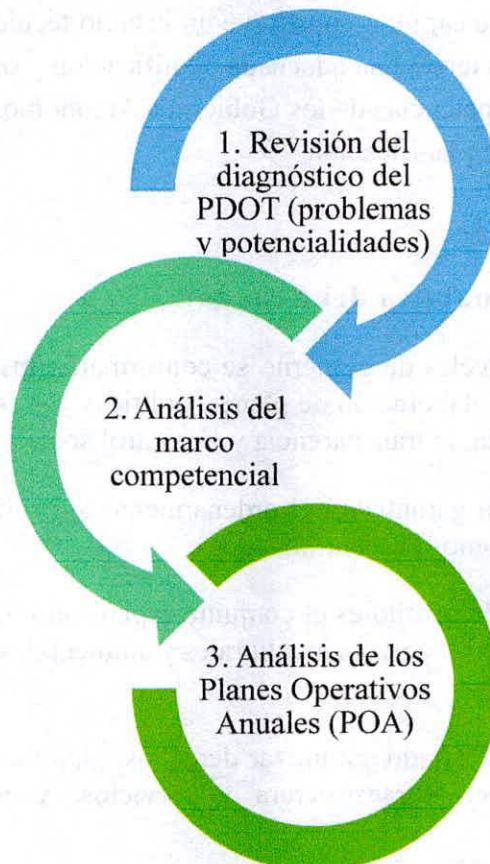 1. Revisión del
diagnóstico del
PDOT (problemas
y potencialidades)
2. Análisis del
marco
competencial
3. Análisis de los
Planes Operativos
Anuales (POA)